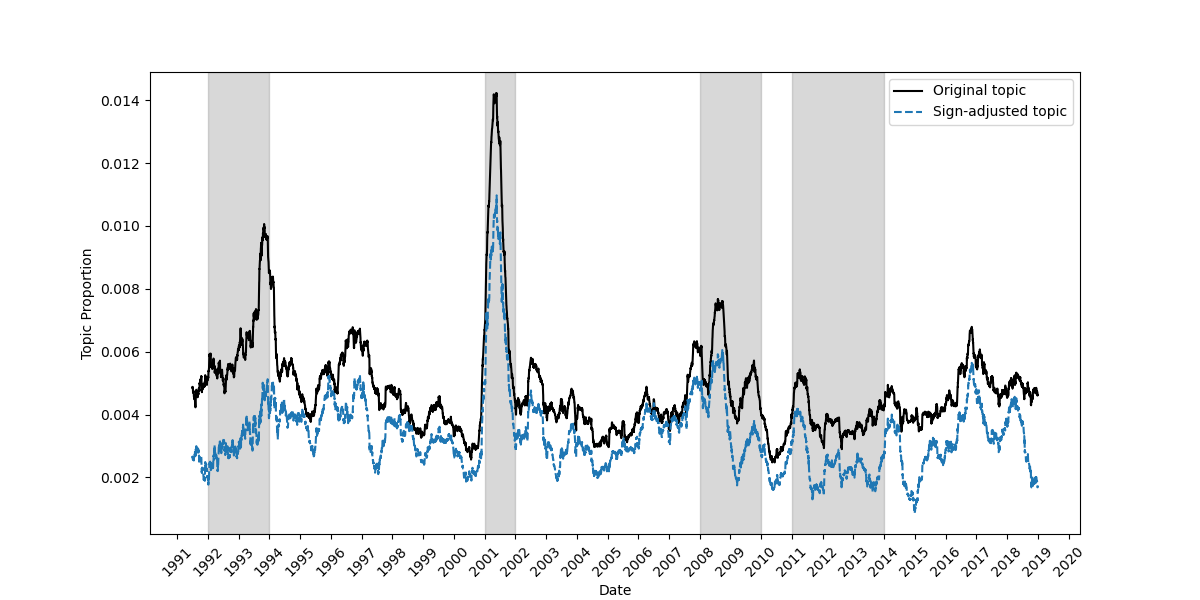 Original topic
Sign-adjusted topic
Topic Proportion
0.014
0.012
0.010
0.008
0.006
0.004
0.002
1991 1992 1993 1994 1995 1996 1997 1998 1999 2000 2001 2002 2003 2004 2005 2006 2007 2008 2009 2010 2011 2012 2013 2014 2015 2016 2017 2018 2019 2020
Date